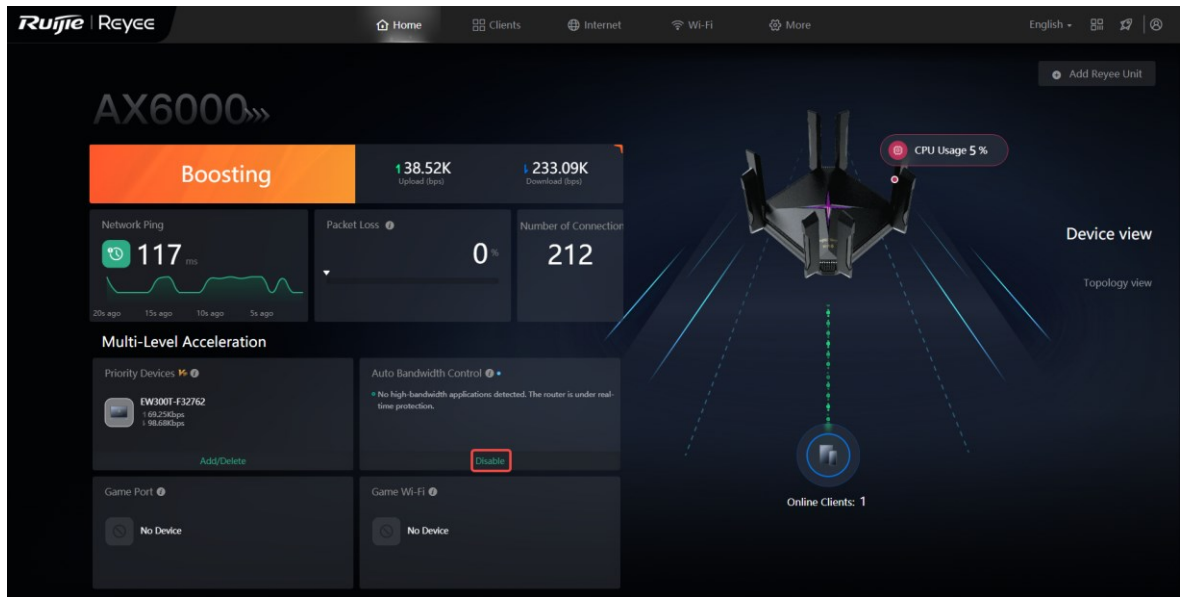 Ruijie | Reyee
Home
Clients
Internet
Wi-Fi
More
English
Add Reyee Unit
AX6000
Boosting
38.52K
Upload (bps)
233.09K
Download (bps)
CPU Usage 5 %
Network Ping
117 ms
20s ago 15s ago 10s ago 5s ago
Packet Loss
0 %
Number of Connection
212
Device view
Topology view
Multi-Level Acceleration
Priority Devices
EW300T-F32762
69.25Kbps
98.68Kbps
Add/Delete
Auto Bandwidth Control
No high-bandwidth applications detected. The router is under real-
time protection.
Disable
Game Port
No Device
Game Wi-Fi
No Device
Online Clients: 1